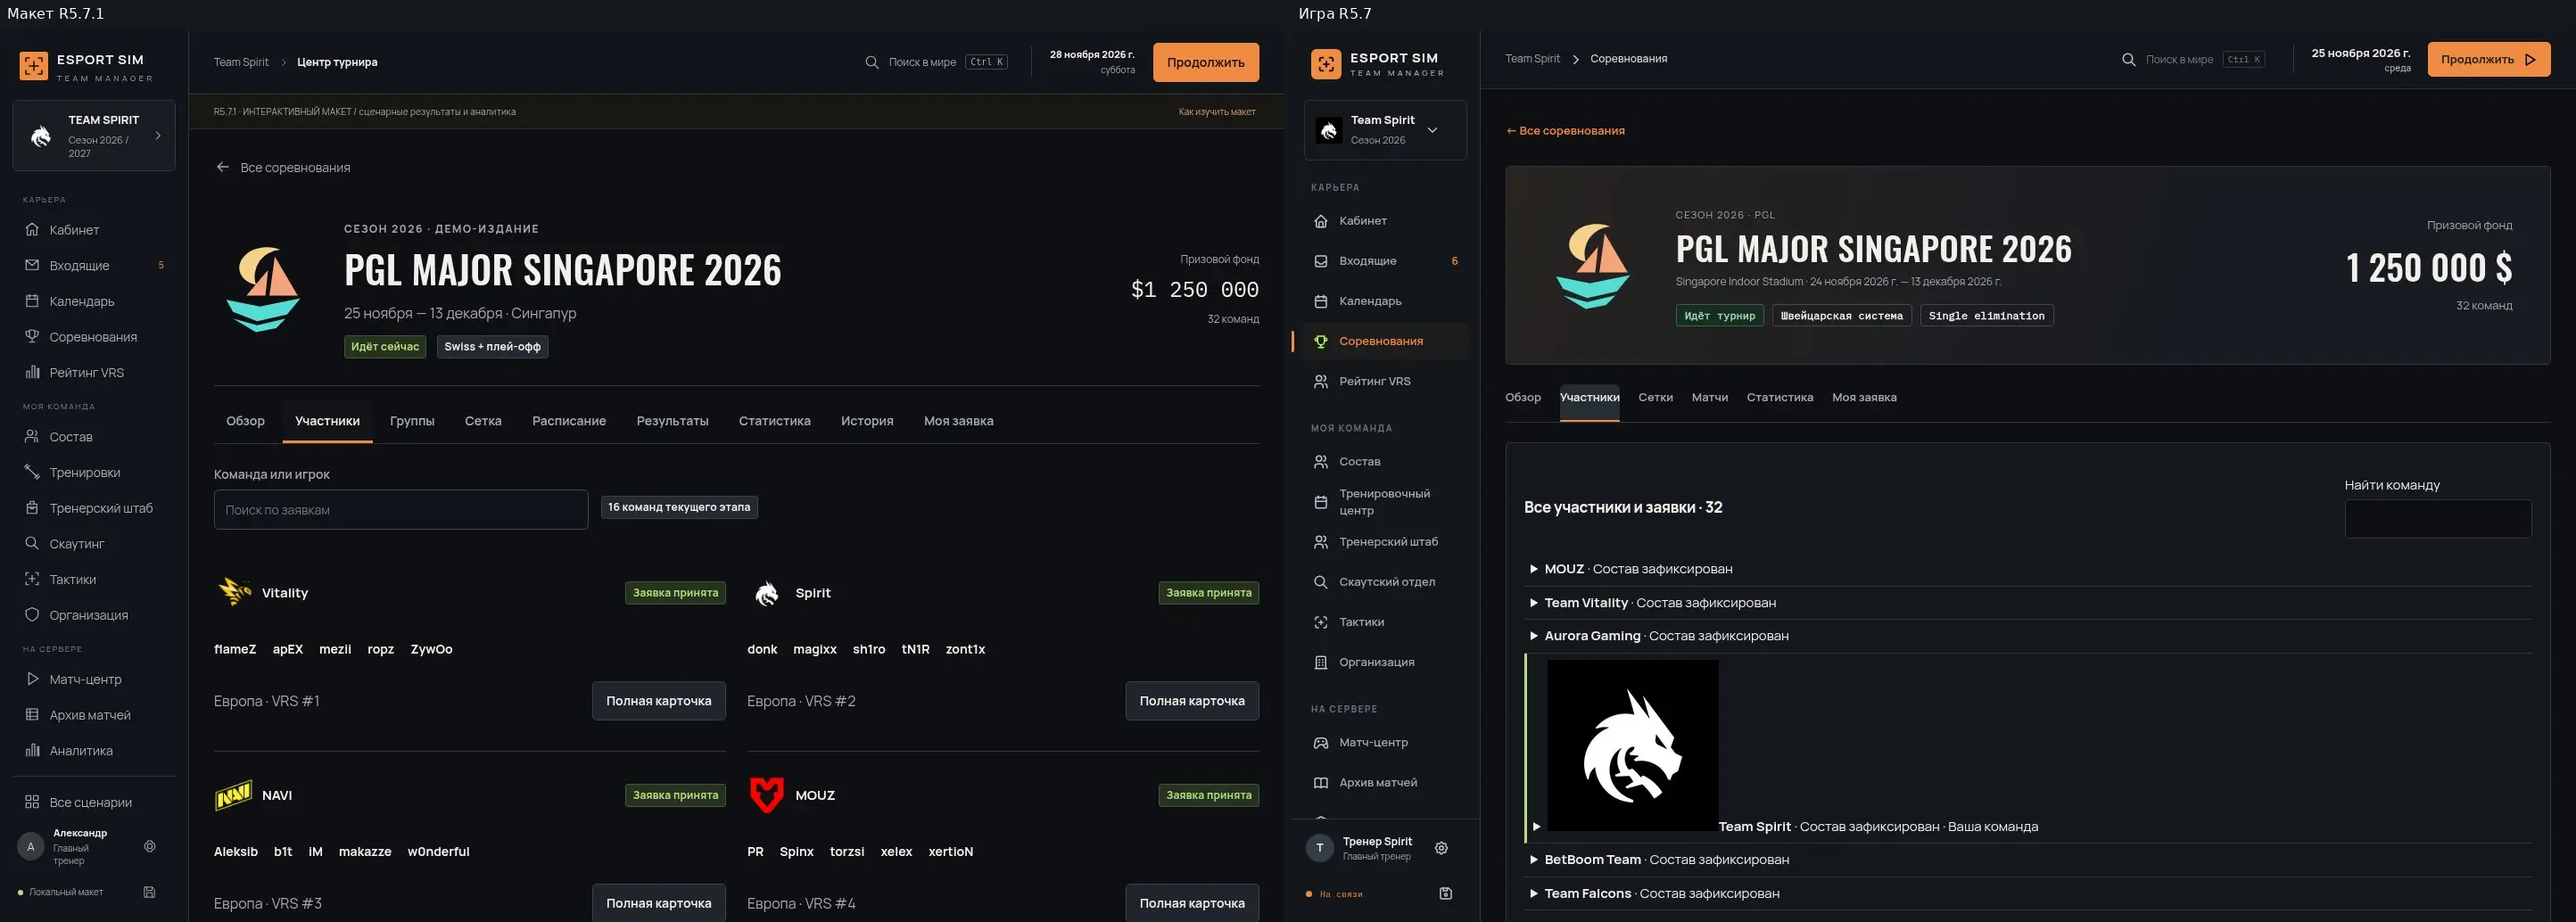 Макет R5.7.1
ESPORT SIM
TEAM MANAGER
TEAM SPIRIT
Сезон 2026 /
2027
КАРЬЕРА
Кабинет
Входящие 5
Календарь
Соревнования
Рейтинг VRS
МОЯ КОМАНДА
Состав
Тренировки
Тренерский штаб
Скаутинг
Тактики
Организация
НА СЕРВЕРЕ
Матч-центр
Архив матчей
Аналитика
Все сценарии
А
Александр
Главный
тренер
Локальный макет
Team Spirit Центр турнира
Поиск в мире Ctrl K
28 ноября 2026 г.
суббота
Продолжить
R5.7.1 · ИНТЕРАКТИВНЫЙ МАКЕТ / сценарные результаты и аналитика
Как изучить макет
← Все соревнования
СЕЗОН 2026 · ДЕМО-ИЗДАНИЕ
PGL MAJOR SINGAPORE 2026
25 ноября — 13 декабря · Сингапур
Идёт сейчас Swiss + плей-офф
Призовой фонд
$1 250 000
32 команд
Обзор Участники Группы Сетка Расписание Результаты Статистика История Моя заявка
Команда или игрок
Поиск по заявкам
16 команд текущего этапа
Vitality Заявка принята
flameZ apEX mezii ropz ZywOo
Европа · VRS #1 Полная карточка
Spirit Заявка принята
donk magixx sh1ro tN1R zont1x
Европа · VRS #2 Полная карточка
NAVI Заявка принята
Aleksib b1t iM makazze w0nderful
Европа · VRS #3 Полная карточка
MOUZ Заявка принята
PR Spinx torzsi xelex xertioN
Европа · VRS #4 Полная карточка
Игра R5.7
ESPORT SIM
TEAM MANAGER
Team Spirit
Сезон 2026
КАРЬЕРА
Кабинет
Входящие 6
Календарь
Соревнования
Рейтинг VRS
МОЯ КОМАНДА
Состав
Тренировочный
центр
Тренерский штаб
Скаутский отдел
Тактики
Организация
НА СЕРВЕРЕ
Матч-центр
Архив матчей
Т
Тренер Spirit
Главный тренер
На связи
Team Spirit Соревнования
Поиск в мире Ctrl K
25 ноября 2026 г.
среда
Продолжить
← Все соревнования
СЕЗОН 2026 · PGL
PGL MAJOR SINGAPORE 2026
Singapore Indoor Stadium · 24 ноября 2026 г. — 13 декабря 2026 г.
Идёт турнир Швейцарская система Single elimination
Призовой фонд
1 250 000 $
32 команд
Обзор Участники Сетки Матчи Статистика Моя заявка
Все участники и заявки · 32
Найти команду
MOUZ · Состав зафиксирован
Team Vitality · Состав зафиксирован
Aurora Gaming · Состав зафиксирован
Team Spirit · Состав зафиксирован · Ваша команда
BetBoom Team · Состав зафиксирован
Team Falcons · Состав зафиксирован